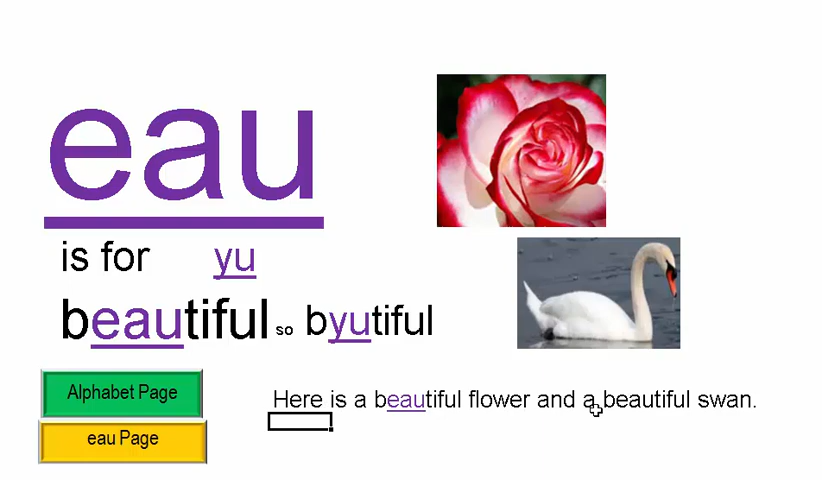 eau
is for yu
beautiful so byutiful
Alphabet Page
eau Page
Here is a beautiful flower and a beautiful swan.